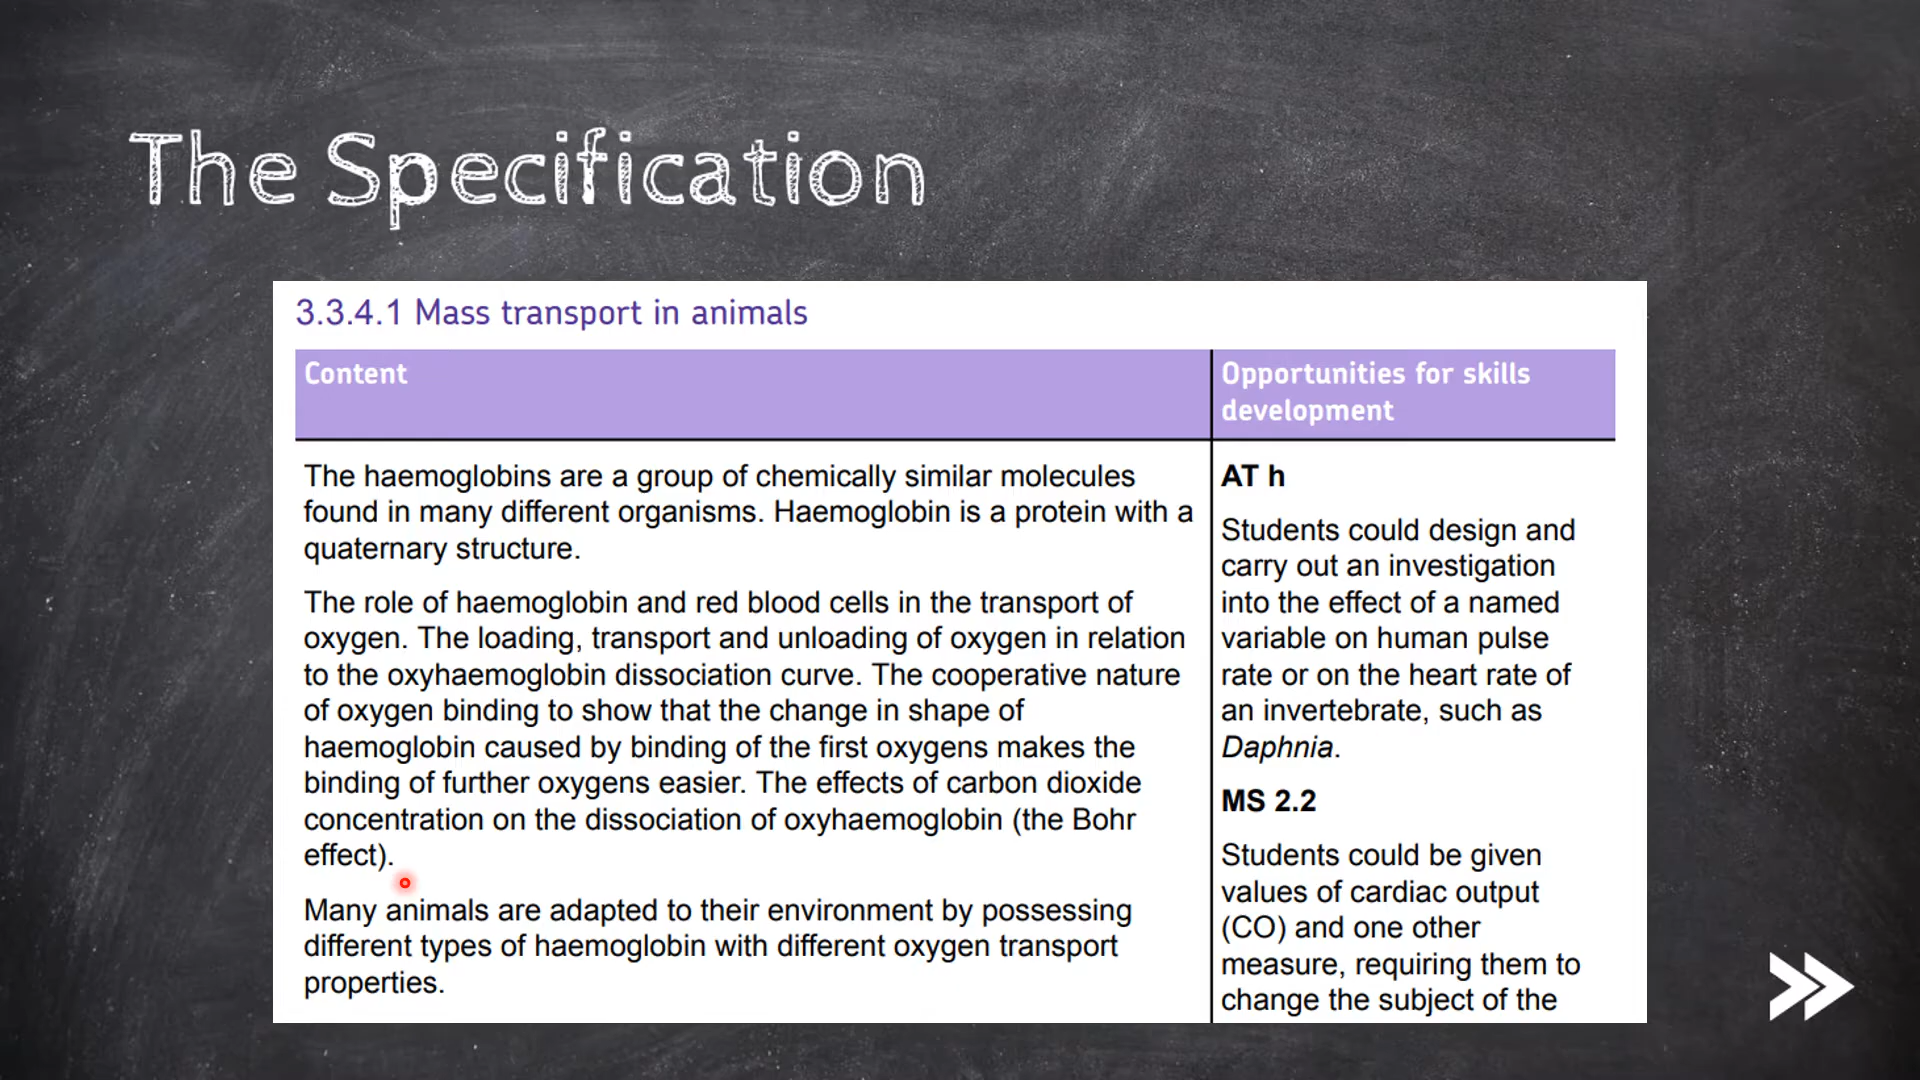 The Specification
3.3.4.1 Mass transport in animals
Content
The haemoglobins are a group of chemically similar molecules
found in many different organisms. Haemoglobin is a protein with a
quaternary structure.
The role of haemoglobin and red blood cells in the transport of
oxygen. The loading, transport and unloading of oxygen in relation
to the oxyhaemoglobin dissociation curve. The cooperative nature
of oxygen binding to show that the change in shape of
haemoglobin caused by binding of the first oxygens makes the
binding of further oxygens easier. The effects of carbon dioxide
concentration on the dissociation of oxyhaemoglobin (the Bohr
effect).
Many animals are adapted to their environment by possessing
different types of haemoglobin with different oxygen transport
properties.
Opportunities for skills
development
AT h
Students could design and
carry out an investigation
into the effect of a named
variable on human pulse
rate or on the heart rate of
an invertebrate, such as
Daphnia.
MS 2.2
Students could be given
values of cardiac output
(CO) and one other
measure, requiring them to
change the subject of the